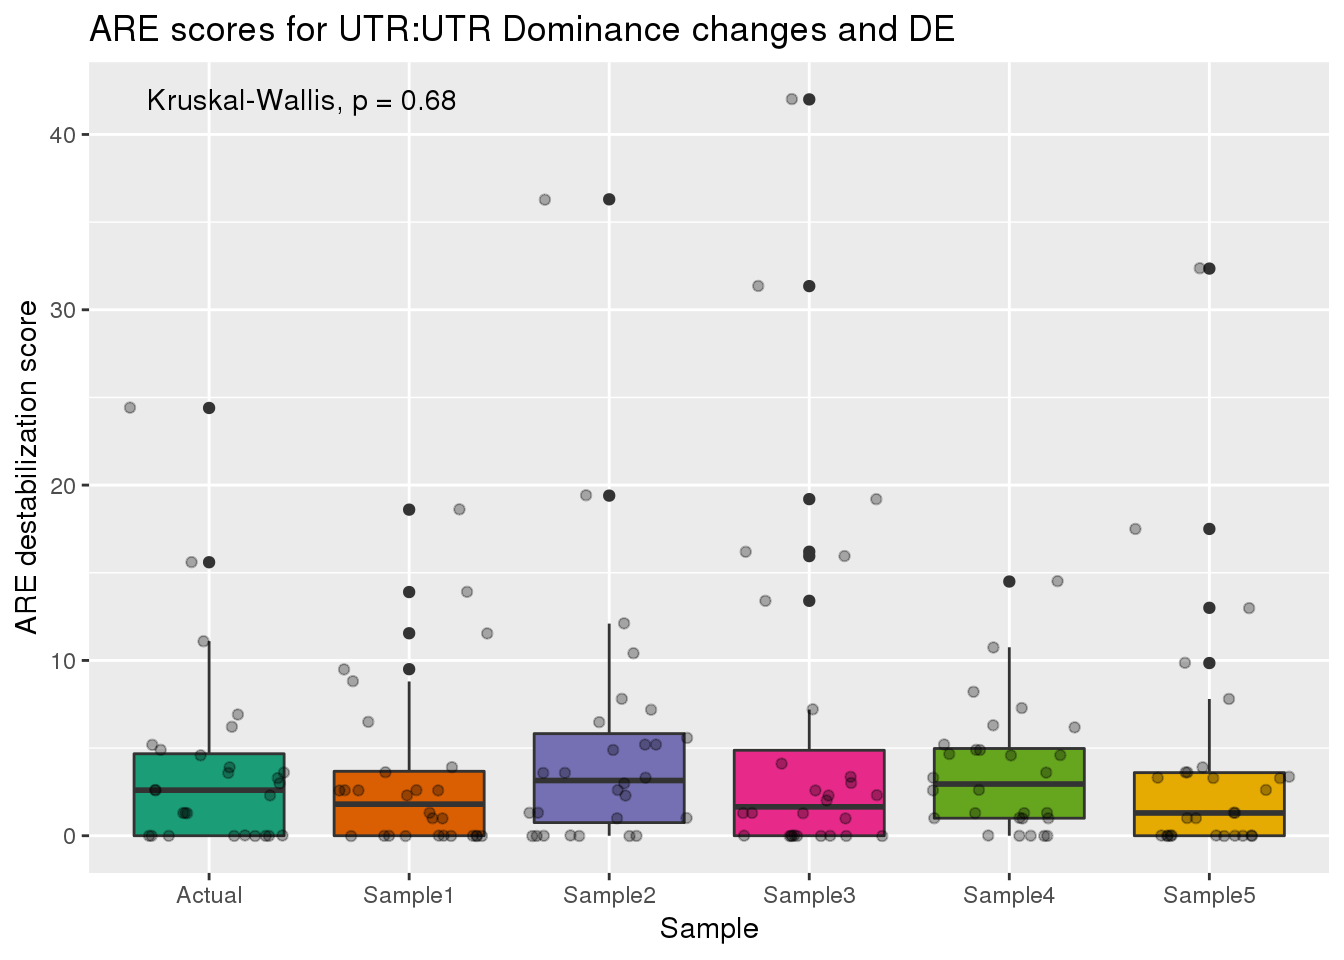 ARE scores for UTR:UTR Dominance changes and DE
Kruskal-Wallis, p = 0.68
40
30
20
10
0
ARE destabilization score
Actual Sample1 Sample2 Sample3 Sample4 Sample5
Sample